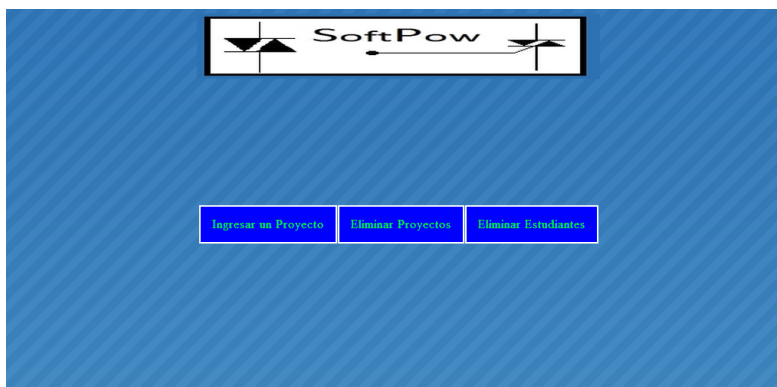 SoftPow
Ingresar un Proyecto
Eliminar Proyectos
Eliminar Estudiantes